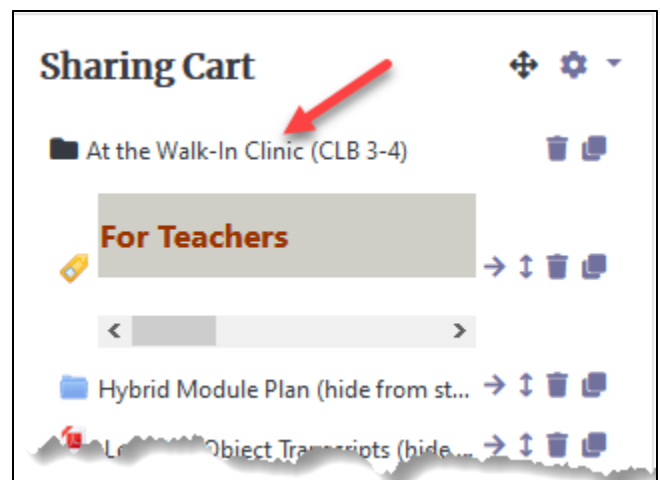 Sharing Cart
At the Walk-In Clinic (CLB 3-4)
For Teachers
Hybrid Module Plan (hide from st...
Object Transcripts (hide ...